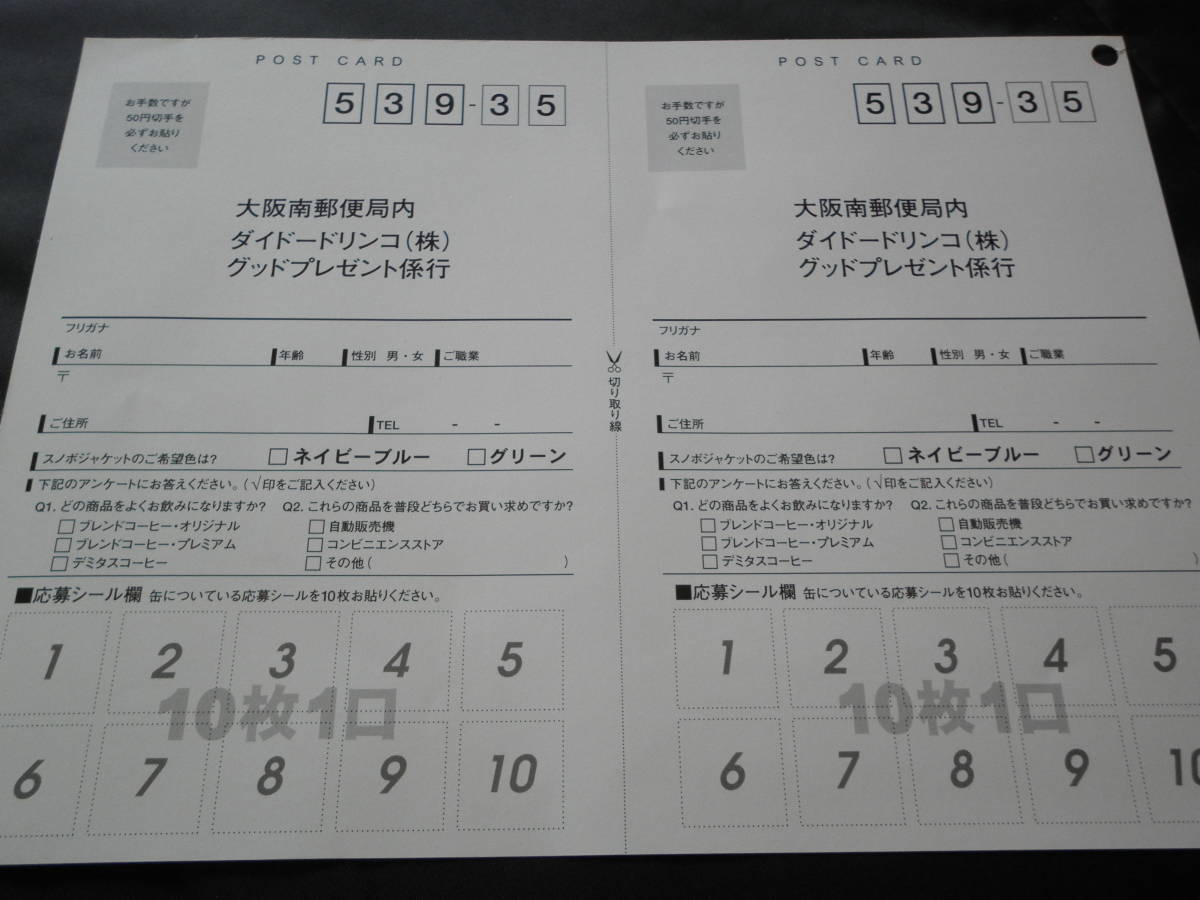 POST CARD
お手数ですが
50円切手を
必ずお貼り
ください
539-35
大阪南郵便局内
ダイドードリンコ(株)
グッドプレゼント係行
フリガナ
お名前 年齢 性別 男・女 ご職業
〒
ご住所 TEL - -
スノボジャケットのご希望色は? □ネイビーブルー □グリーン
下記のアンケートにお答えください。(√印をご記入ください)
Q1. どの商品をよくお飲みになりますか? Q2. これらの商品を普段どちらでお買い求めですか?
□ブレンドコーヒー・オリジナル □自動販売機
□ブレンドコーヒー・プレミアム □コンビニエンスストア
□デミタスコーヒー □その他( )
■応募シール欄 缶についている応募シールを10枚お貼りください。
1 2 3 4 5
10枚1口
6 7 8 9 10
切り取り線
POST CARD
お手数ですが
50円切手を
必ずお貼り
ください
539-35
大阪南郵便局内
ダイドードリンコ(株)
グッドプレゼント係行
フリガナ
お名前 年齢 性別 男・女 ご職業
〒
ご住所 TEL - -
スノボジャケットのご希望色は? □ネイビーブルー □グリーン
下記のアンケートにお答えください。(√印をご記入ください)
Q1. どの商品をよくお飲みになりますか? Q2. これらの商品を普段どちらでお買い求めですか?
□ブレンドコーヒー・オリジナル □自動販売機
□ブレンドコーヒー・プレミアム □コンビニエンスストア
□デミタスコーヒー □その他( )
■応募シール欄 缶についている応募シールを10枚お貼りください。
1 2 3 4 5
10枚1口
6 7 8 9 10